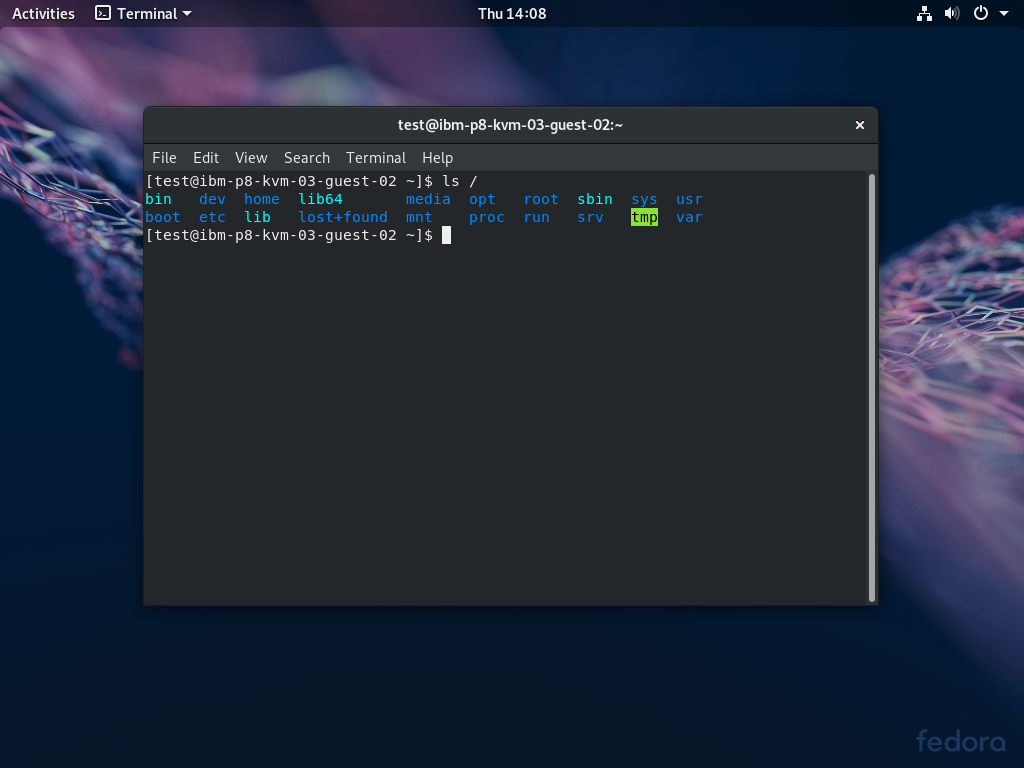 Activities Terminal Thu 14:08
test@ibm-p8-kvm-03-guest-02:~
File Edit View Search Terminal Help
[test@ibm-p8-kvm-03-guest-02 ~]$ ls /
bin dev home lib64 media opt root sbin sys usr
boot etc lib lost+found mnt proc run srv tmp var
[test@ibm-p8-kvm-03-guest-02 ~]$
fedora